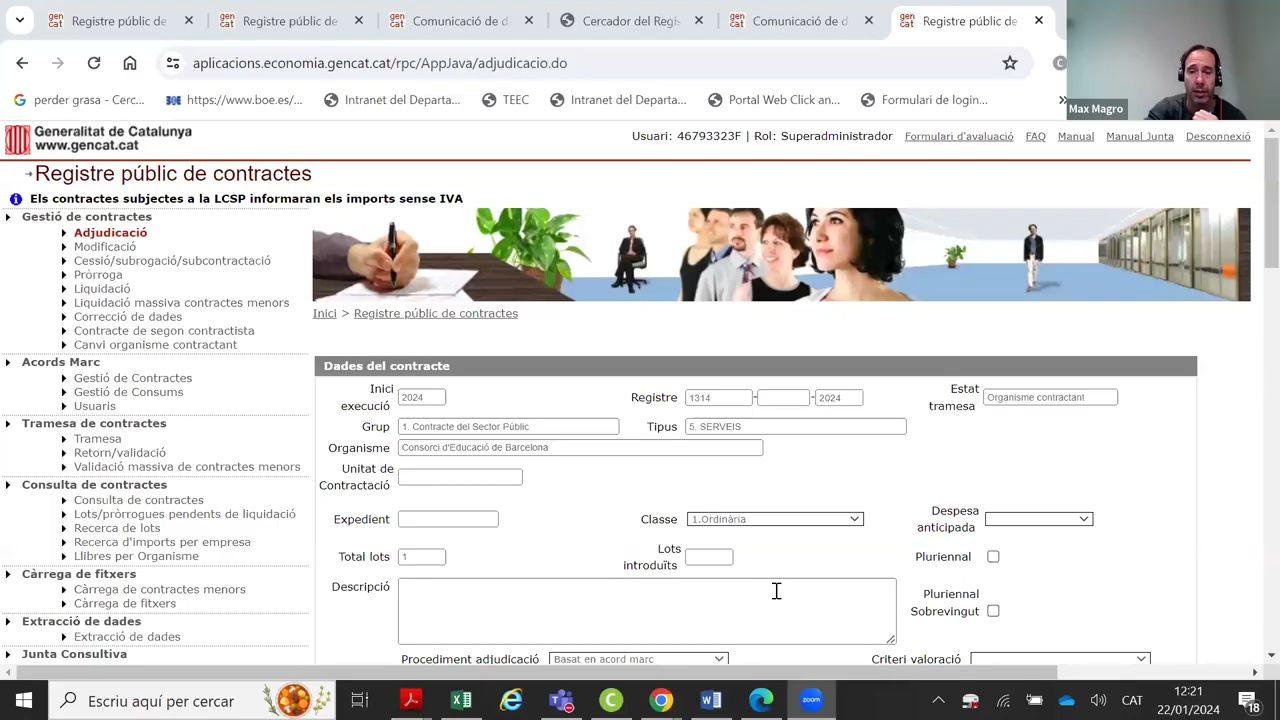 Registre públic de
Registre públic de
Comunicació de d
Cercador del Regis
Comunicació de d
Registre públic de
aplicacions.economia.gencat.cat/rpc/AppJava/adjudicacio.do
perder grasa - Cerc...
https://www.boe.es/...
Intranet del Departa...
TEEC
Intranet del Departa...
Portal Web Click an...
Formulari de login...
Max Magro
Generalitat de Catalunya
www.gencat.cat
Usuari: 46793323F | Rol: Superadministrador
Formulari d'avaluació
FAQ
Manual
Manual Junta
Desconnexió
Registre públic de contractes
Els contractes subjectes a la LCSP informaran els imports sense IVA
Gestió de contractes
Adjudicació
Modificació
Cessió/subrogació/subcontractació
Pròrroga
Liquidació
Liquidació massiva contractes menors
Correcció de dades
Contracte de segon contractista
Canvi organisme contractant
Acords Marc
Gestió de Contractes
Gestió de Consums
Usuaris
Tramesa de contractes
Tramesa
Retorn/validació
Validació massiva de contractes menors
Consulta de contractes
Consulta de contractes
Lots/pròrrogues pendents de liquidació
Recerca de lots
Recerca d'imports per empresa
Llibres per Organisme
Càrrega de fitxers
Càrrega de contractes menors
Càrrega de fitxers
Extracció de dades
Extracció de dades
Junta Consultiva
Inici > Registre públic de contractes
Dades del contracte
Inici execució 2024
Registre 1314 - - 2024
Estat tramesa Organisme contractant
Grup 1. Contracte del Sector Públic
Tipus 5. SERVEIS
Organisme Consorci d'Educació de Barcelona
Unitat de Contractació
Expedient
Classe 1.Ordinària
Despesa anticipada
Total lots 1
Lots introduïts
Pluriennal
Descripció
Pluriennal Sobrevingut
Procediment adjudicació Basat en acord marc
Criteri valoració
Escriu aquí per cercar
CAT
12:21
22/01/2024
18